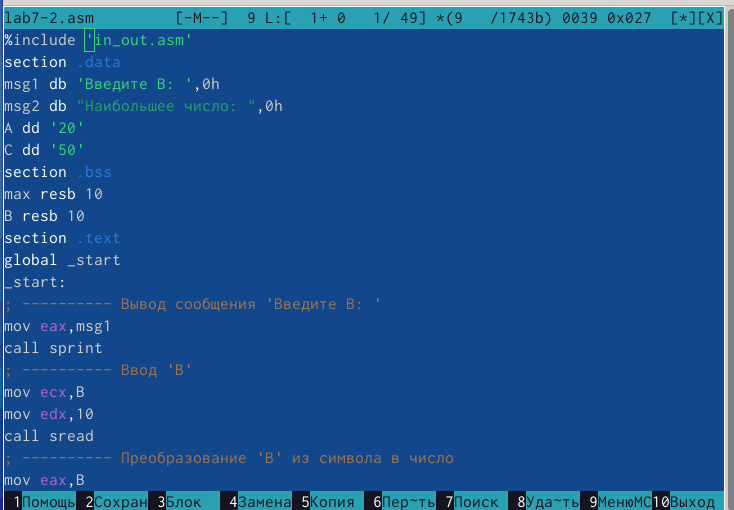 lab7-2.asm         [-M--]  9 L:[  1+ 0   1/ 49] *(9   /1743b) 0039 0x027  [*][X]
%include 'in_out.asm'
section .data
msg1 db 'Введите B: ',0h
msg2 db "Наибольшее число: ",0h
A dd '20'
C dd '50'
section .bss
max resb 10
B resb 10
section .text
global _start
_start:
; ---------- Вывод сообщения 'Введите B: '
mov eax,msg1
call sprint
; ---------- Ввод 'B'
mov ecx,B
mov edx,10
call sread
; ---------- Преобразование 'B' из символа в число
mov eax,B
1Помощь 2Сохран 3Блок 4Замена 5Копия 6Пер~ть 7Поиск 8Уда~ть 9МенюМС 10Выход